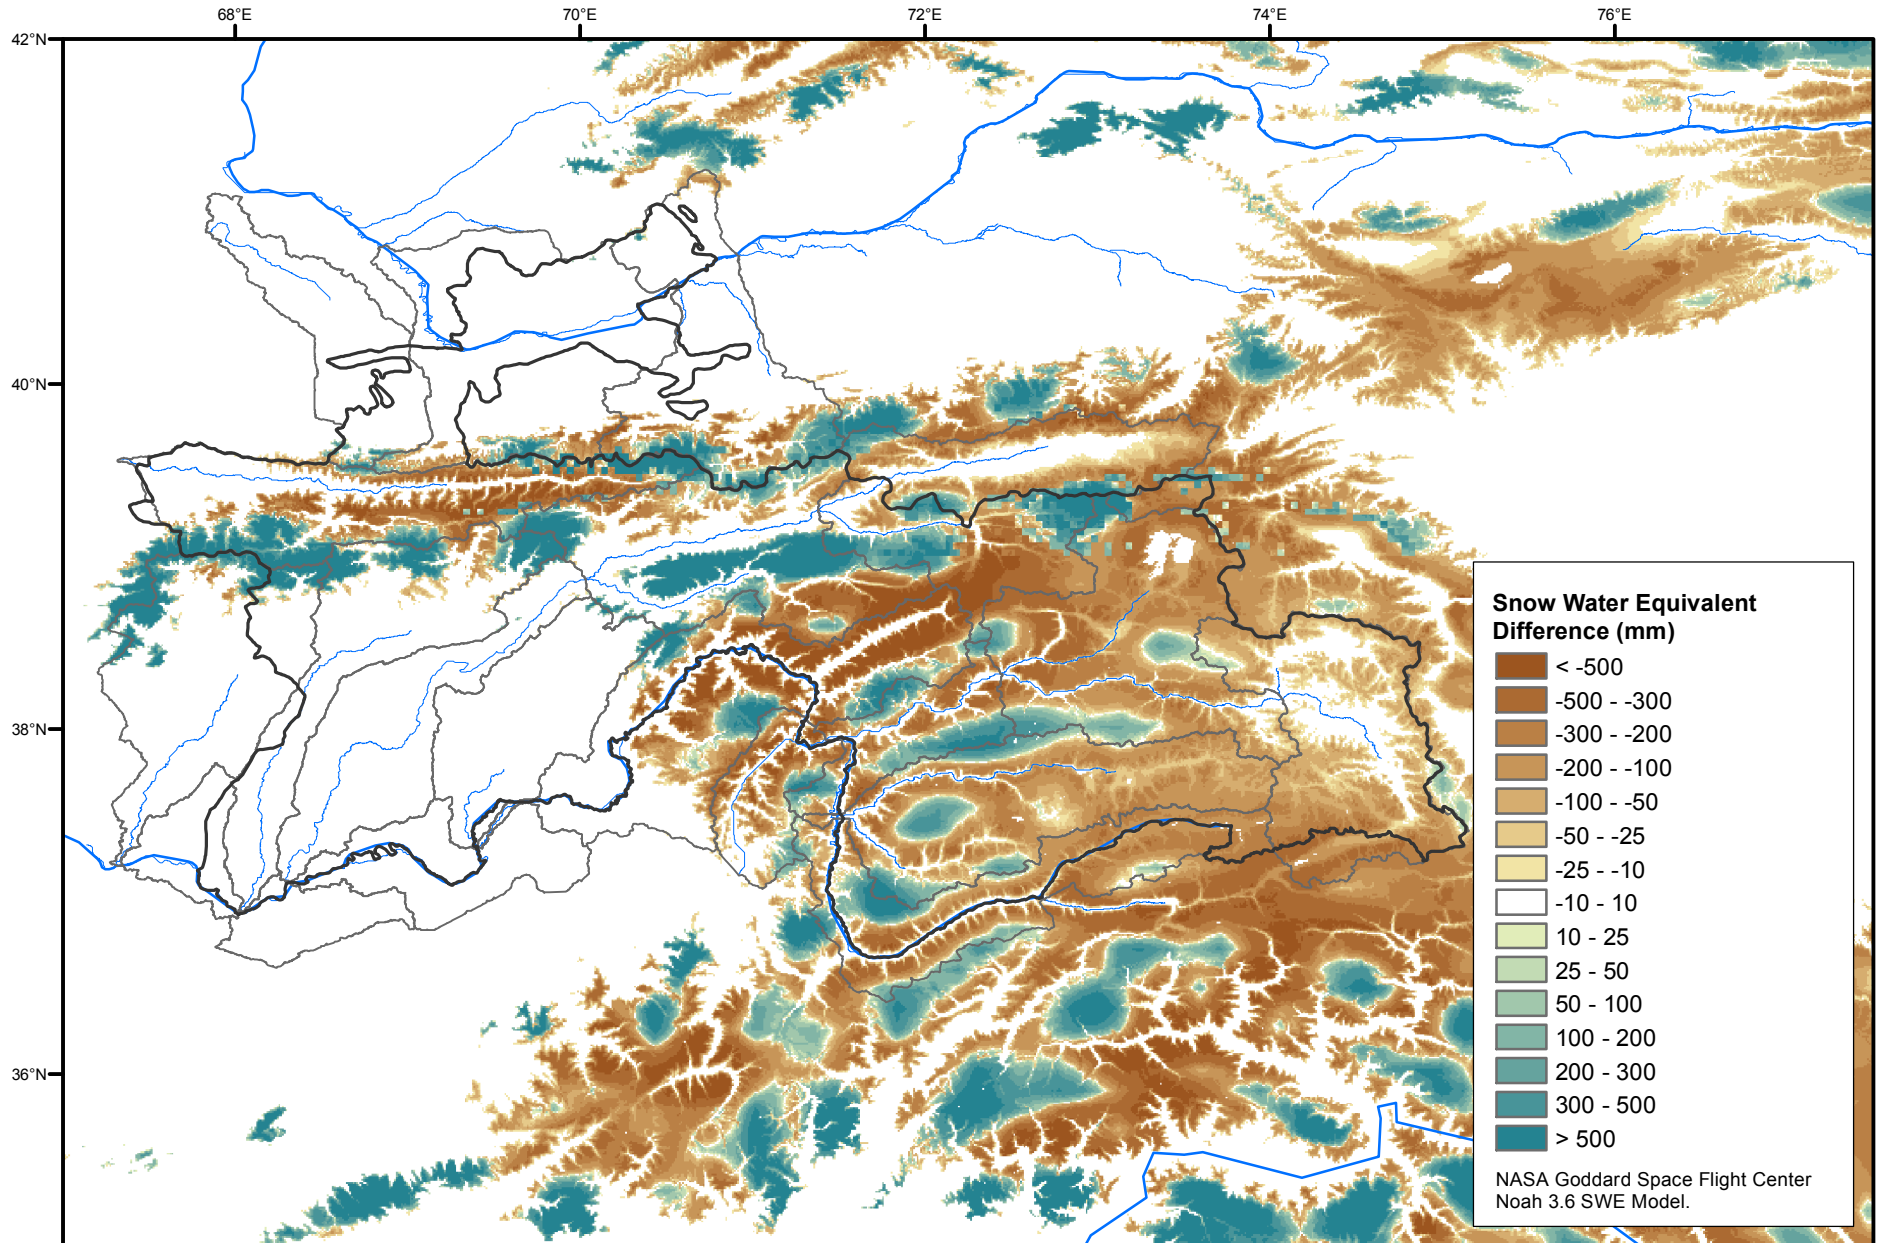 68°E
70°E
72°E
74°E
76°E
42°N
40°N
38°N
36°N
Snow Water Equivalent
Difference (mm)
< -500
-500 - -300
-300 - -200
-200 - -100
-100 - -50
-50 - -25
-25 - -10
-10 - 10
10 - 25
25 - 50
50 - 100
100 - 200
200 - 300
300 - 500
> 500
NASA Goddard Space Flight Center
Noah 3.6 SWE Model.